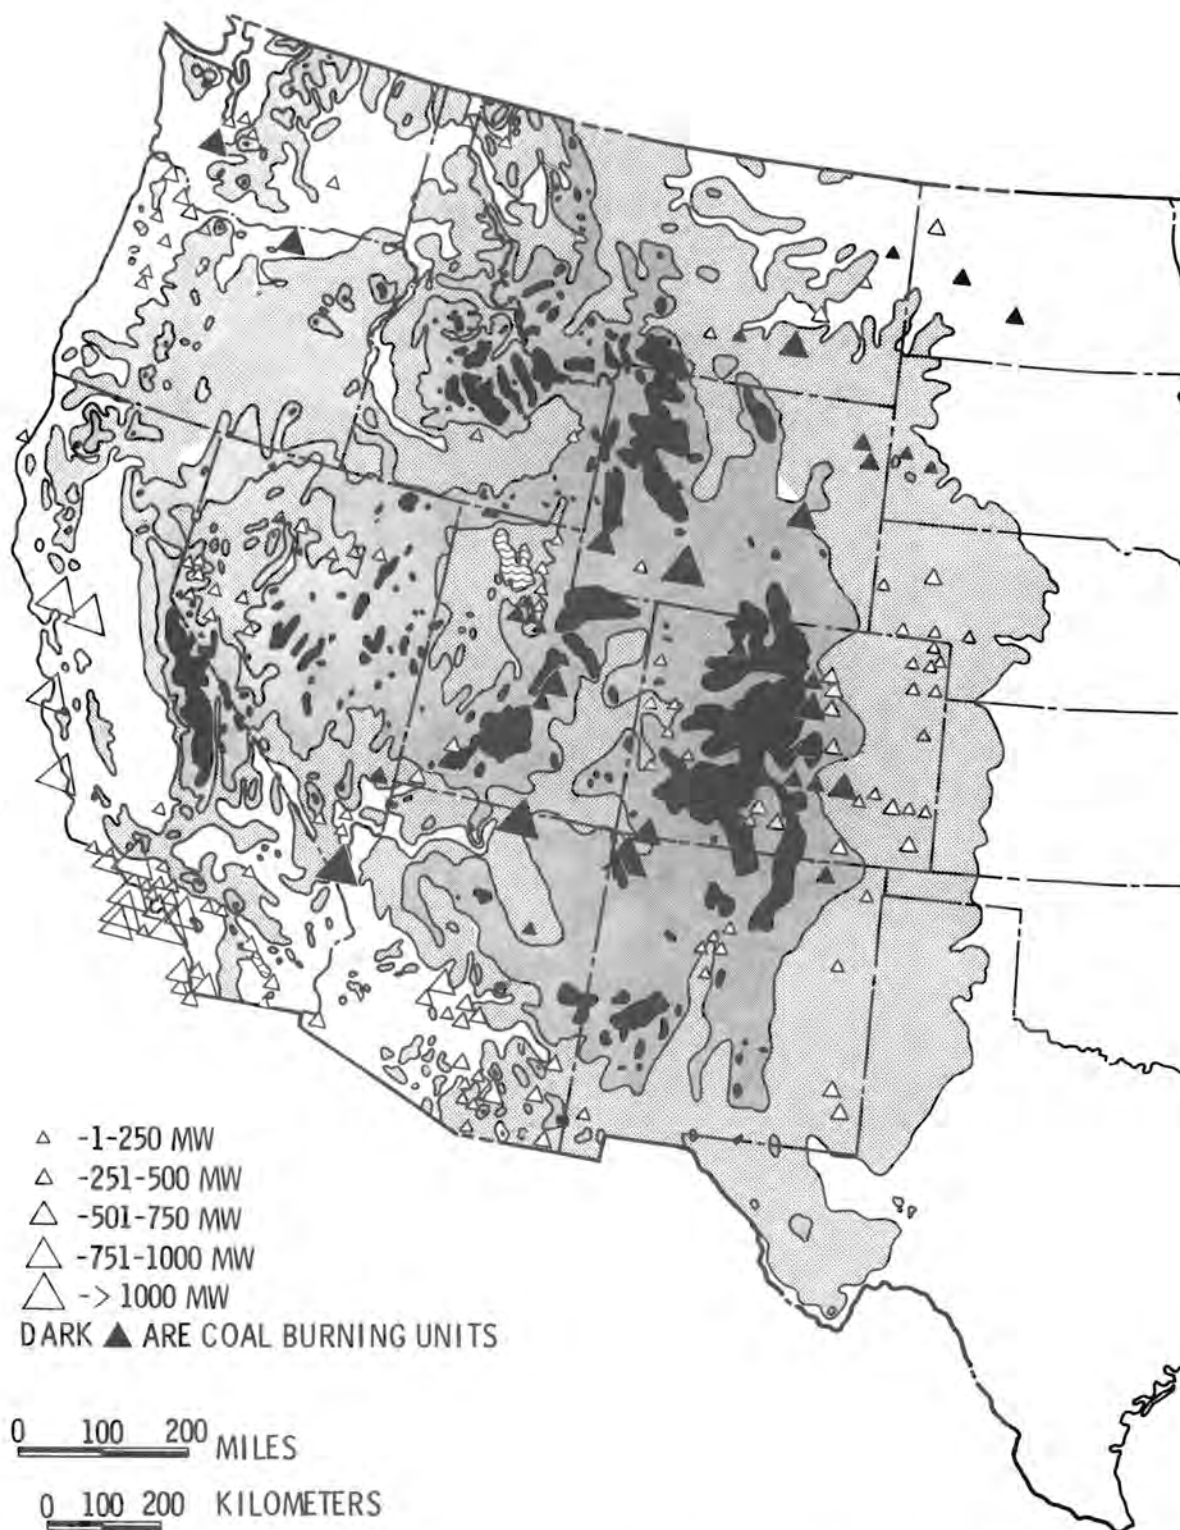 -1-250 MW
-251-500 MW
-501-750 MW
-751-1000 MW
-> 1000 MW
DARK ▲ ARE COAL BURNING UNITS
0 100 200 MILES
0 100 200 KILOMETERS